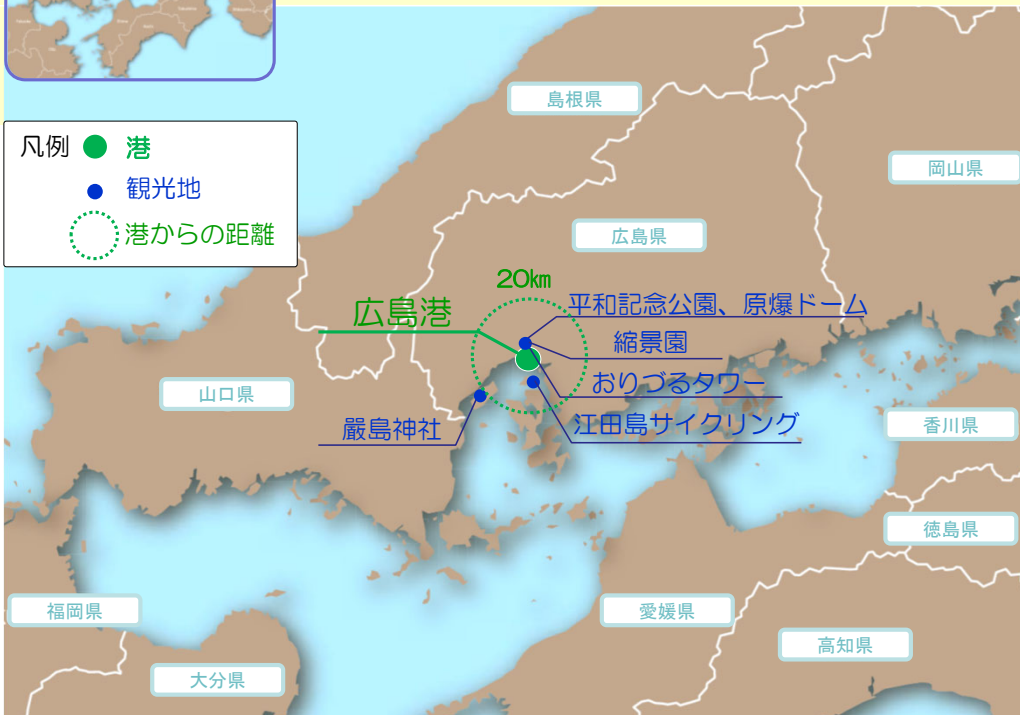 凡例 港
観光地
港からの距離
島根県
岡山県
広島県
20km
広島港
平和記念公園、原爆ドーム
縮景園
おりづるタワー
江田島サイクリング
厳島神社
山口県
香川県
徳島県
福岡県
愛媛県
高知県
大分県